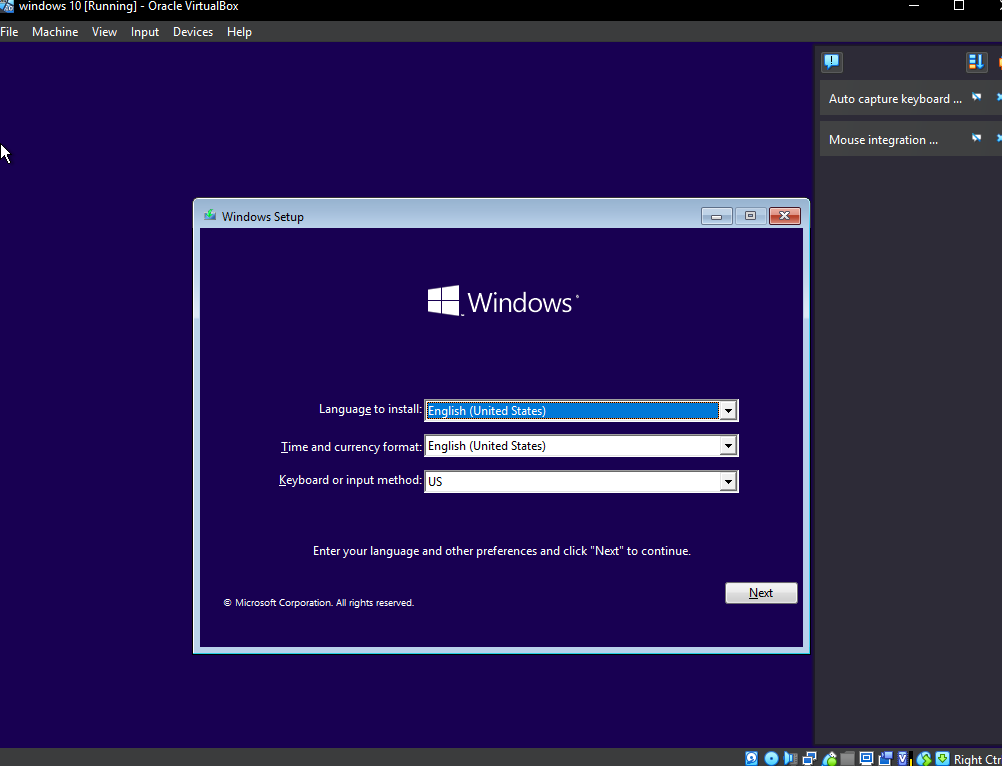 windows 10 [Running] - Oracle VirtualBox
File Machine View Input Devices Help
Auto capture keyboard ...
Mouse integration ...
Windows Setup
Windows
Language to install: English (United States)
Time and currency format: English (United States)
Keyboard or input method: US
Enter your language and other preferences and click "Next" to continue.
Next
© Microsoft Corporation. All rights reserved.
Right Ctr